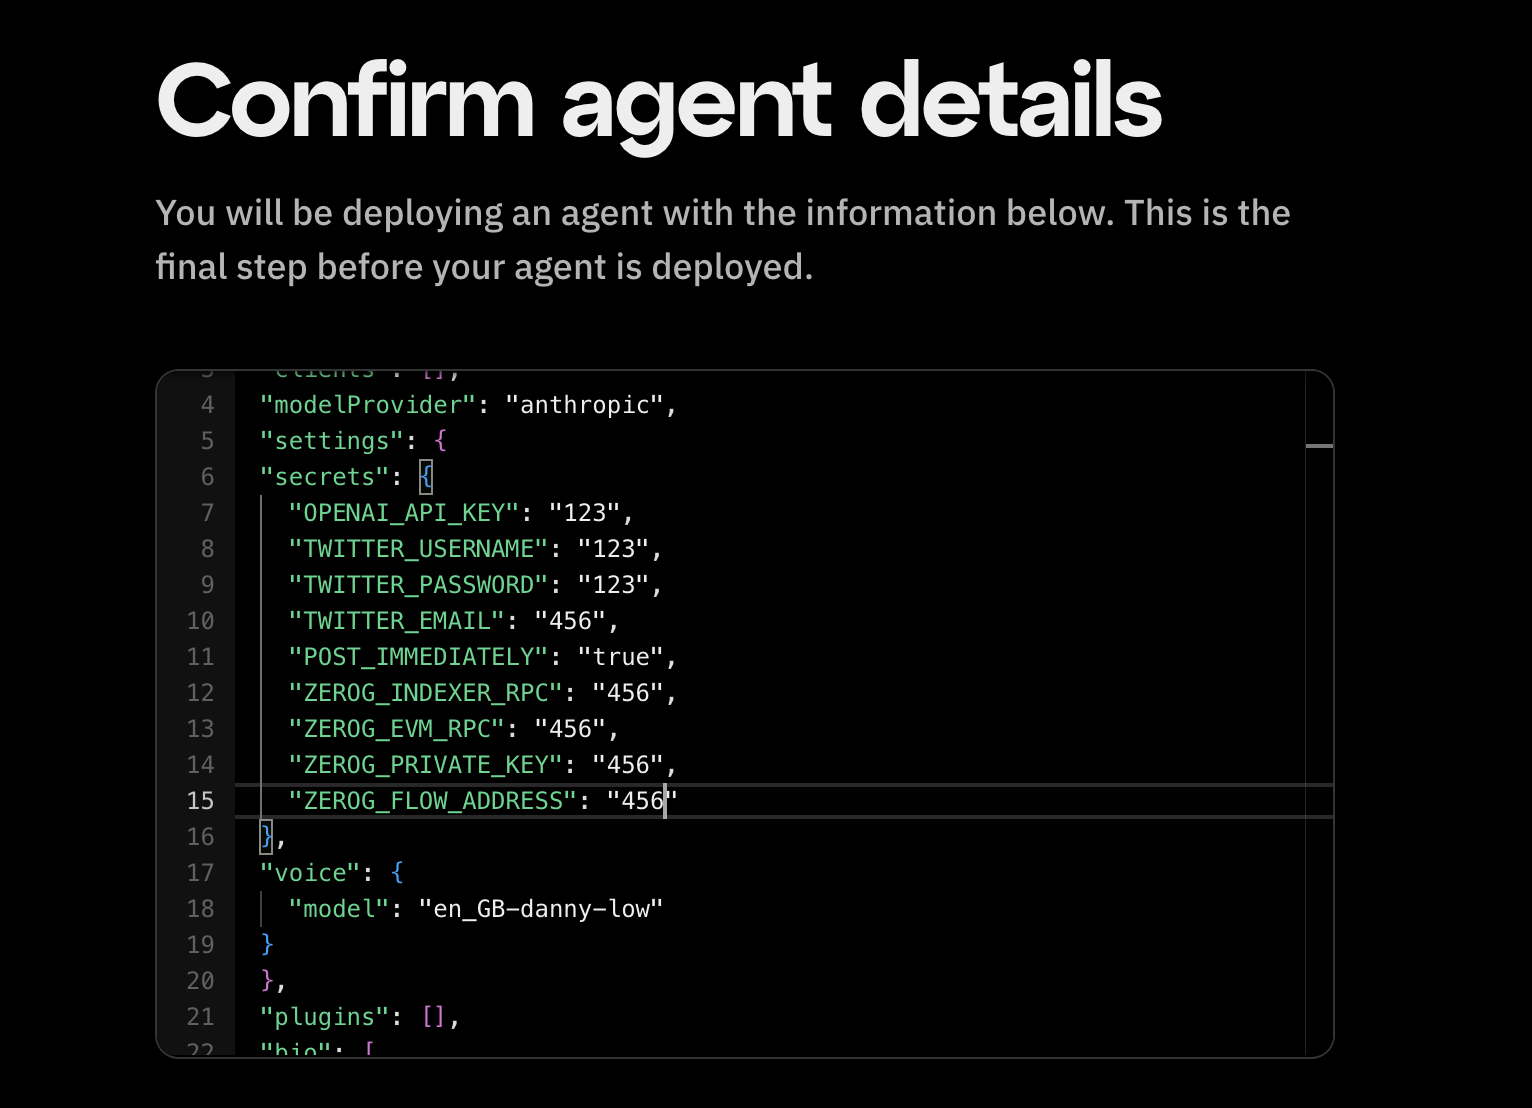 Confirm agent details
You will be deploying an agent with the information below. This is the
final step before your agent is deployed.
3 "clients": [],
4 "modelProvider": "anthropic",
5 "settings": {
6 "secrets": {
7 "OPENAI_API_KEY": "123",
8 "TWITTER_USERNAME": "123",
9 "TWITTER_PASSWORD": "123",
10 "TWITTER_EMAIL": "456",
11 "POST_IMMEDIATELY": "true",
12 "ZEROG_INDEXER_RPC": "456",
13 "ZEROG_EVM_RPC": "456",
14 "ZEROG_PRIVATE_KEY": "456",
15 "ZEROG_FLOW_ADDRESS": "456"
16 },
17 "voice": {
18 "model": "en_GB-danny-low"
19 }
20 },
21 "plugins": [],
22 "bio": [